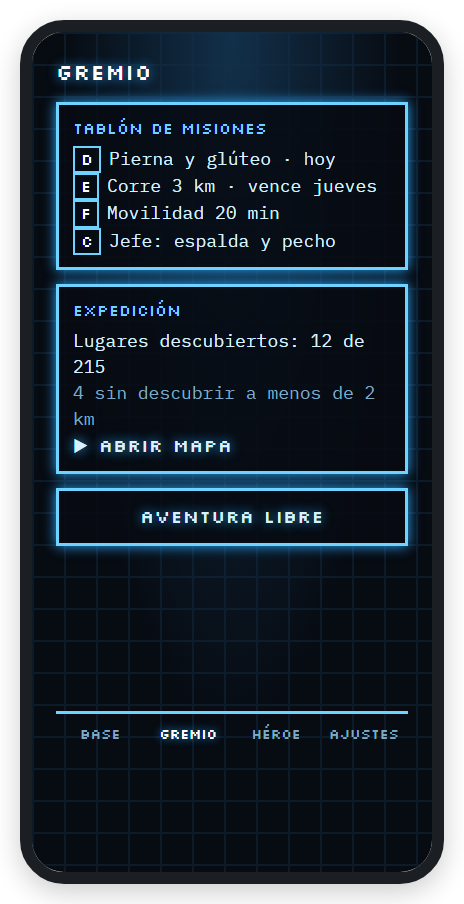 GREMIO
TABLÓN DE MISIONES
D Pierna y glúteo · hoy
E Corre 3 km · vence jueves
F Movilidad 20 min
C Jefe: espalda y pecho
EXPEDICIÓN
Lugares descubiertos: 12 de
215
4 sin descubrir a menos de 2
km
▶ ABRIR MAPA
AVENTURA LIBRE
BASE GREMIO HÉROE AJUSTES